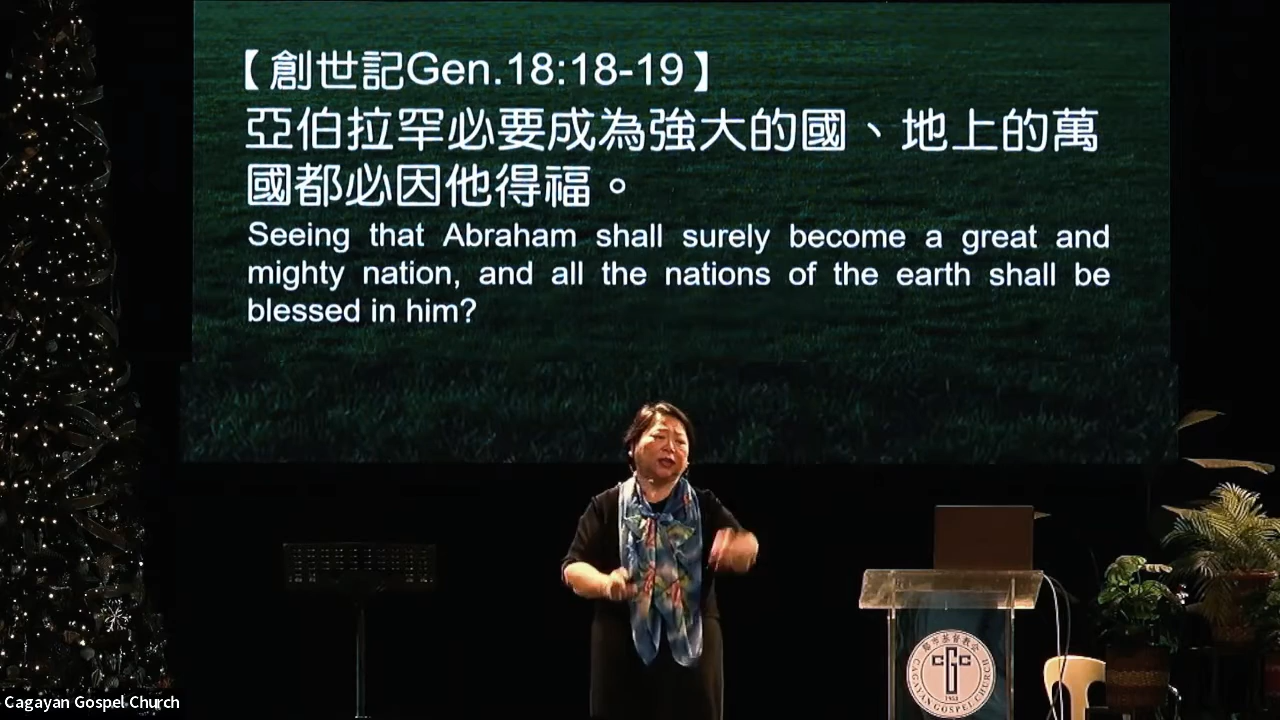 【創世記Gen.18:18-19】
亞伯拉罕必要成為強大的國、地上的萬
國都必因他得福。
Seeing that Abraham shall surely become a great and
mighty nation, and all the nations of the earth shall be
blessed in him?
CGC
CAGAYAN GOSPEL CHURCH
Cagayan Gospel Church